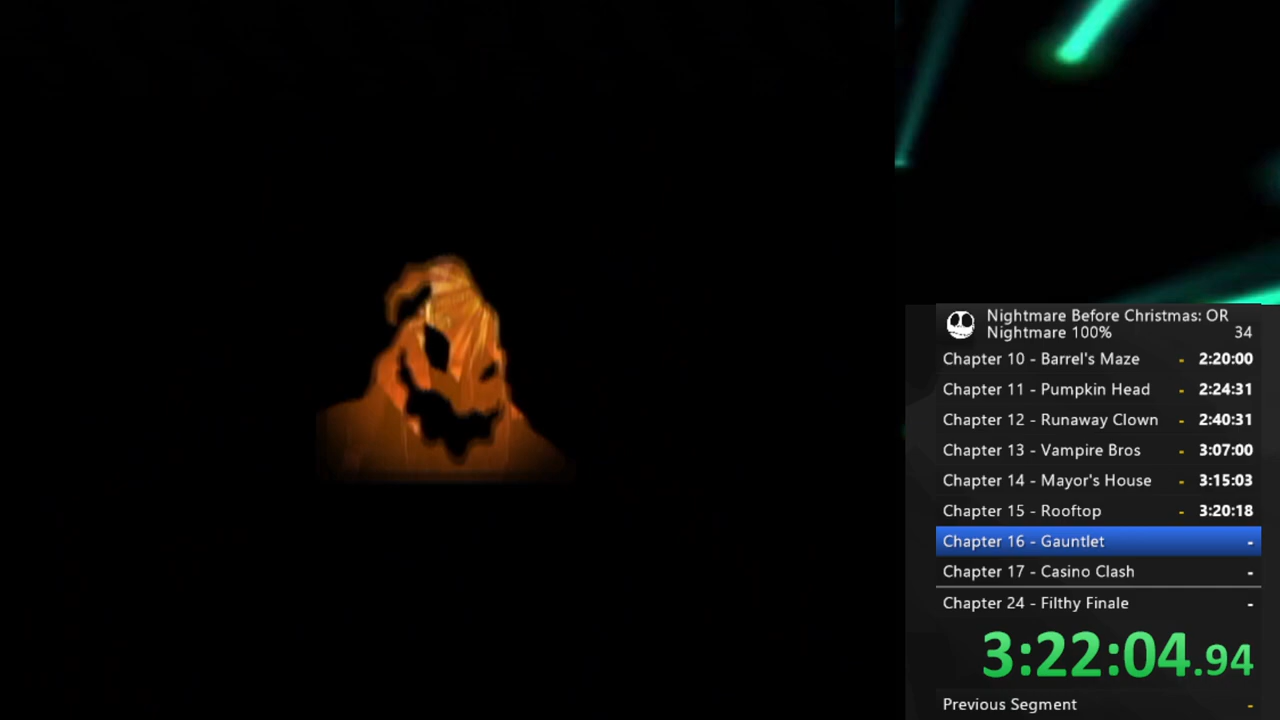 Nightmare Before Christmas: OR
Nightmare 100% 34
Chapter 10 - Barrel's Maze - 2:20:00
Chapter 11 - Pumpkin Head - 2:24:31
Chapter 12 - Runaway Clown - 2:40:31
Chapter 13 - Vampire Bros - 3:07:00
Chapter 14 - Mayor's House - 3:15:03
Chapter 15 - Rooftop - 3:20:18
Chapter 16 - Gauntlet -
Chapter 17 - Casino Clash -
Chapter 24 - Filthy Finale -
3:22:04.94
Previous Segment -